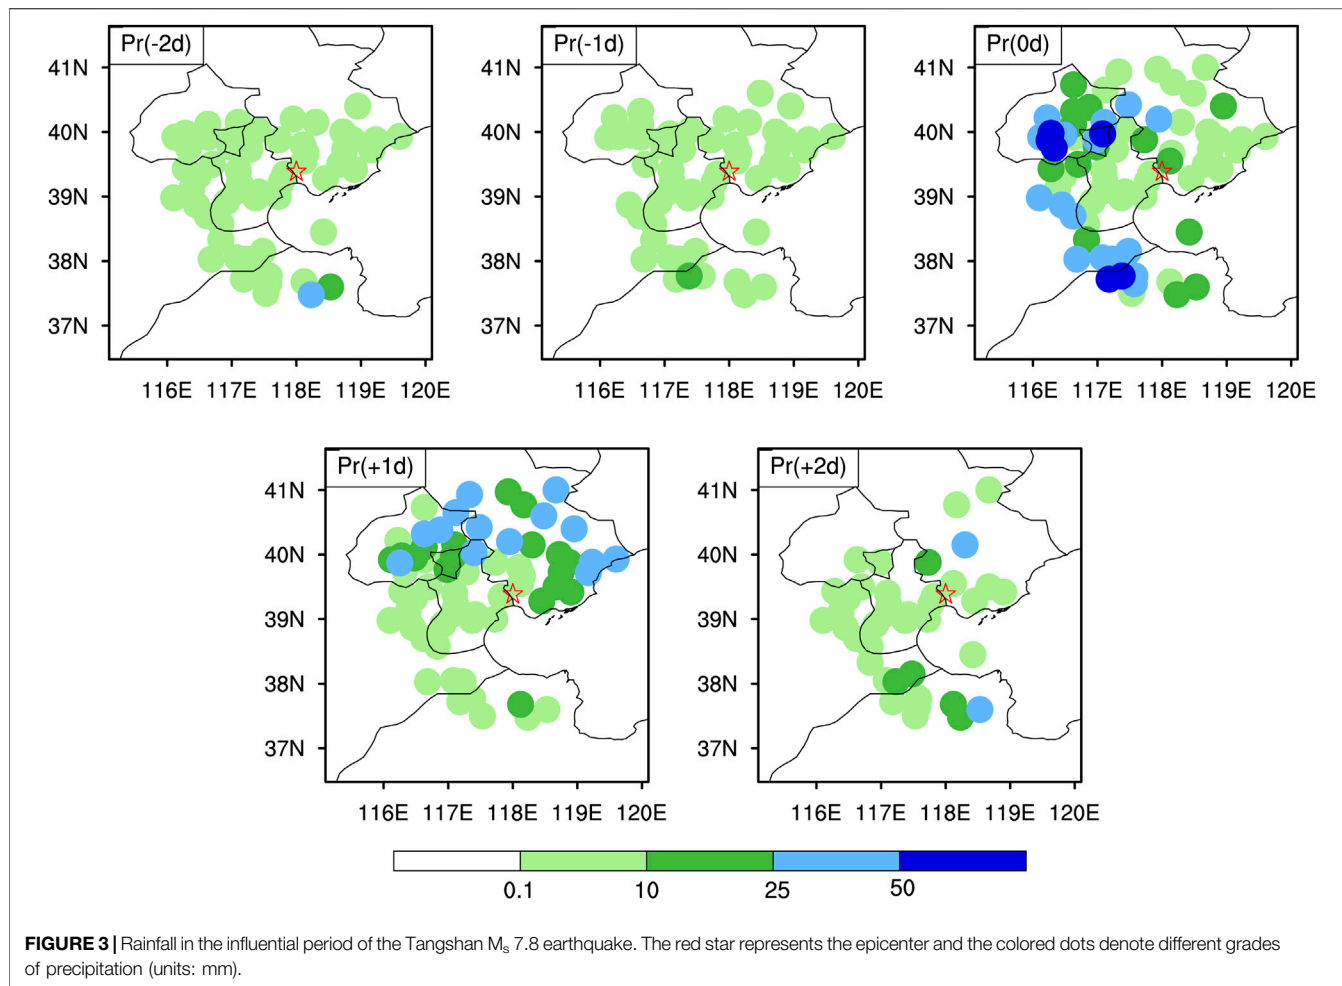 Pr(-2d)
41N
40N
39N
38N
37N
116E 117E 118E 119E 120E
Pr(-1d)
41N
40N
39N
38N
37N
116E 117E 118E 119E 120E
Pr(0d)
41N
40N
39N
38N
37N
116E 117E 118E 119E 120E
Pr(+1d)
41N
40N
39N
38N
37N
116E 117E 118E 119E 120E
Pr(+2d)
41N
40N
39N
38N
37N
116E 117E 118E 119E 120E
0.1 10 25 50
FIGURE 3 | Rainfall in the influential period of the Tangshan Ms 7.8 earthquake. The red star represents the epicenter and the colored dots denote different grades
of precipitation (units: mm).